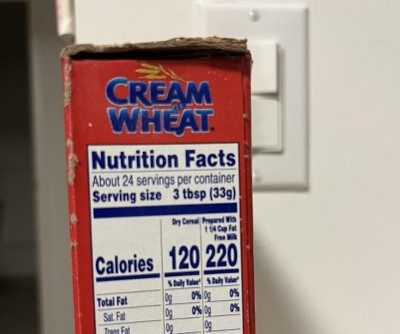 CREAM
of
WHEAT
Nutrition Facts
About 24 servings per container
Serving size 3 tbsp (33g)
Dry Cereal Prepared With
1 1/4 Cup Fat
Free Milk
Calories 120 220
% Daily Value* % Daily Value*
Total Fat 0g 0% 0g 0%
Sat. Fat 0g 0% 0g 0%
Trans Fat 0g 0g